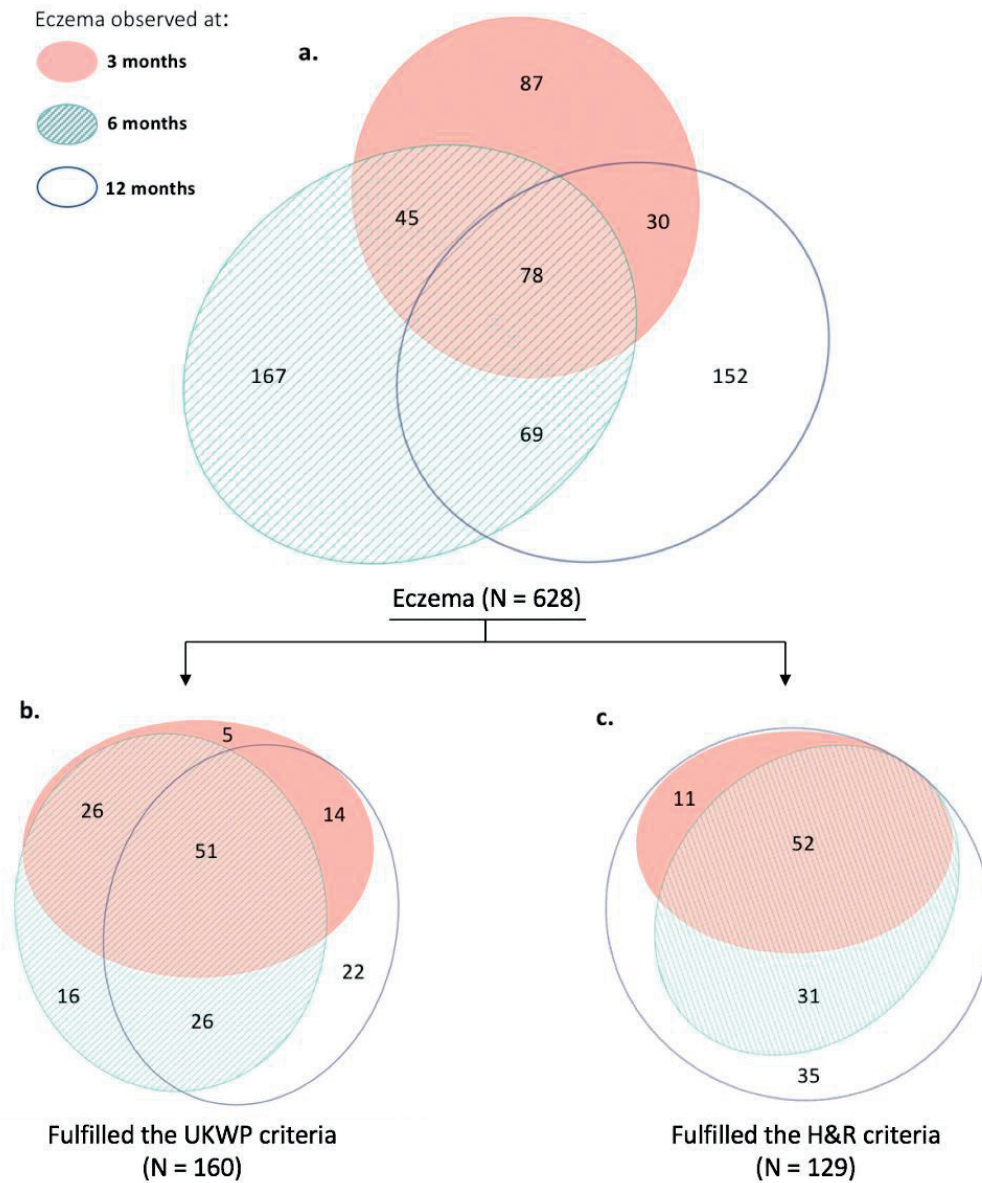 Eczema observed at:
3 months
6 months
12 months
a.
87
45
30
78
167
152
69
Eczema (N = 628)
b.
5
26
14
51
22
16
26
Fulfilled the UKWP criteria
(N = 160)
c.
11
52
31
35
Fulfilled the H&R criteria
(N = 129)